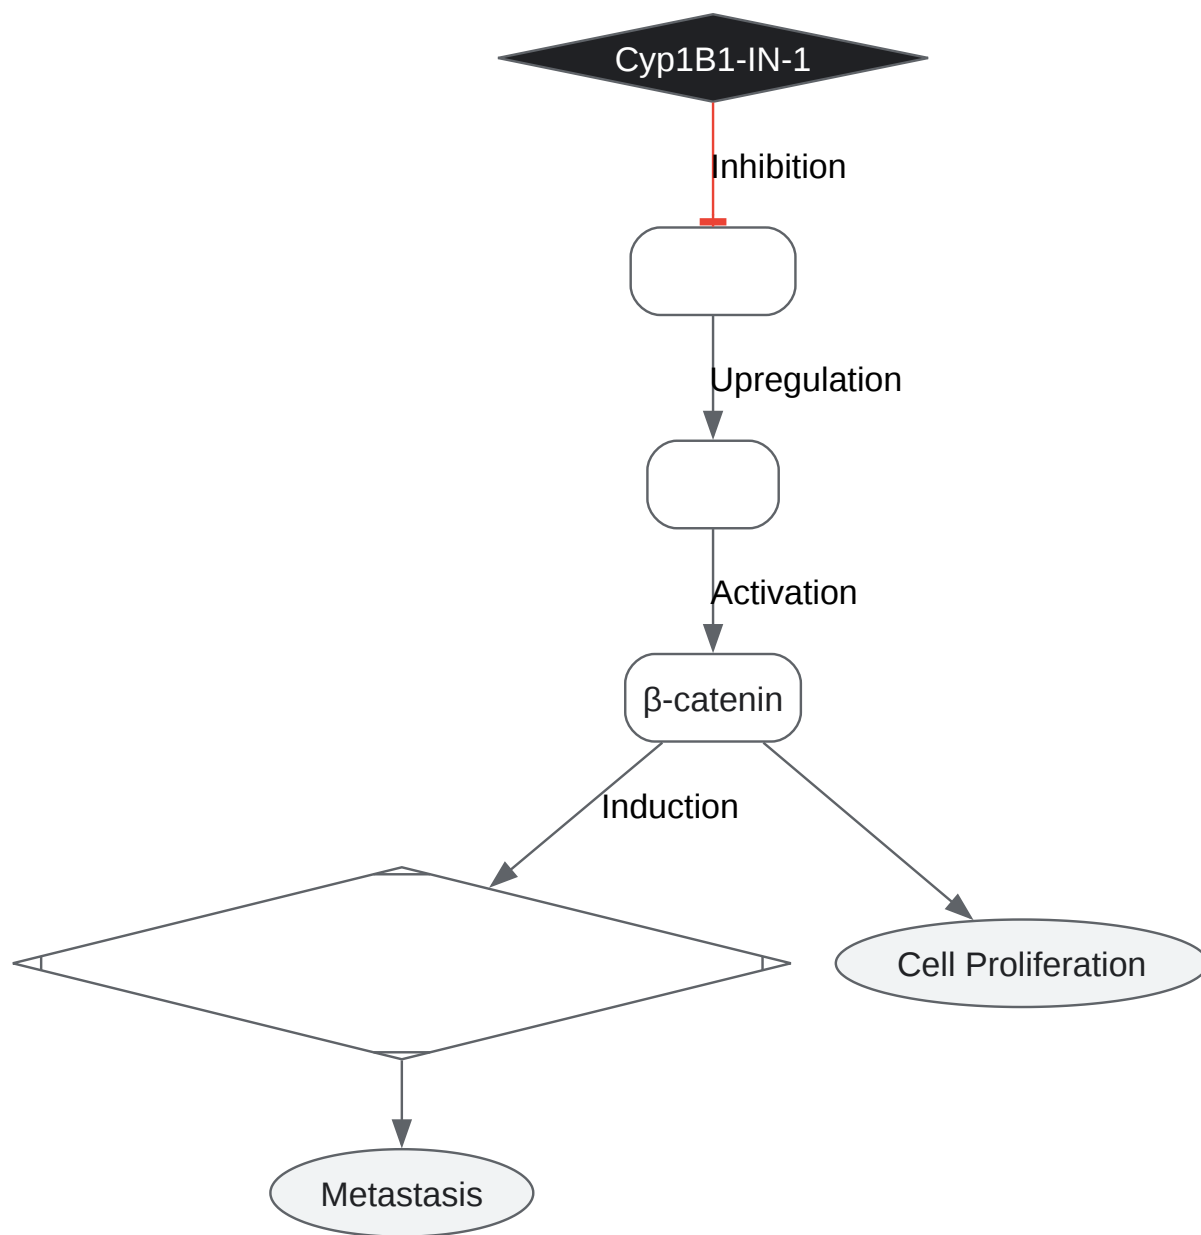 Cyp1B1-IN-1
Inhibition
Upregulation
Activation
β-catenin
Induction
Cell Proliferation
Metastasis